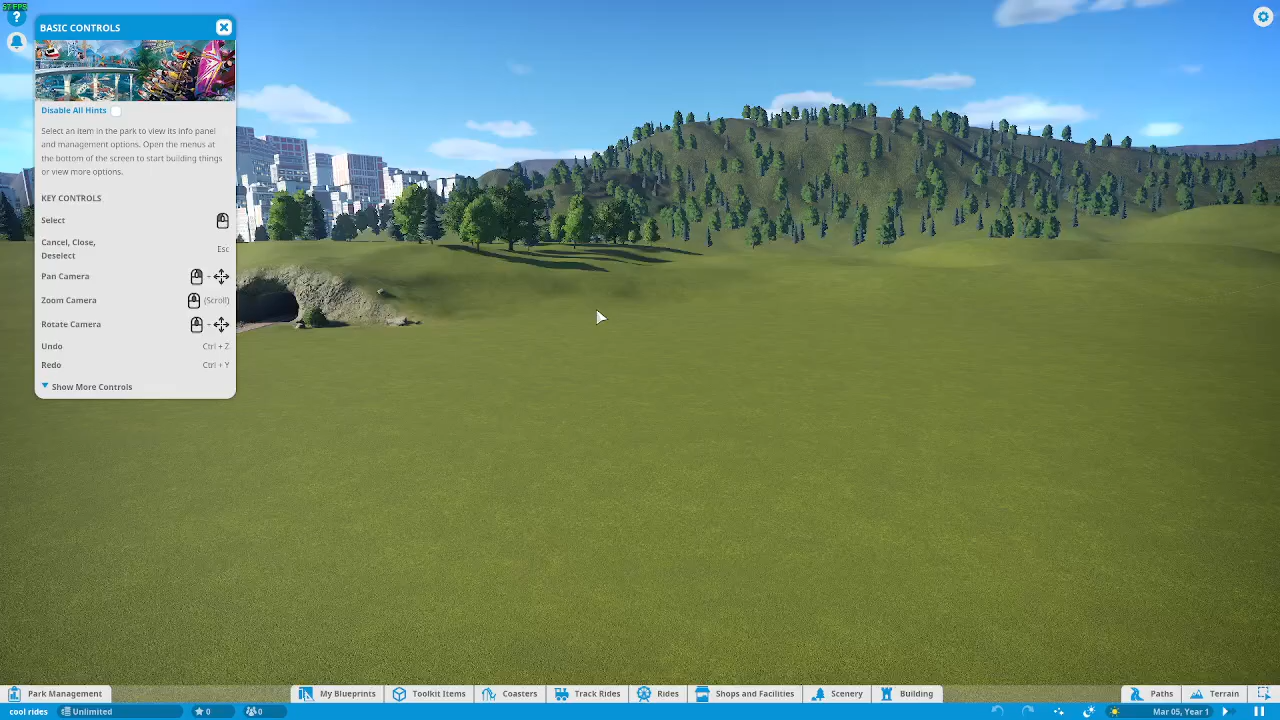 57 FPS
?
BASIC CONTROLS
Disable All Hints
Select an item in the park to view its info panel
and management options. Open the menus at
the bottom of the screen to start building things
or view more options.
KEY CONTROLS
Select
Cancel, Close,
Deselect
Esc
Pan Camera
Zoom Camera (Scroll)
Rotate Camera
Undo Ctrl + Z
Redo Ctrl + Y
Show More Controls
Park Management
My Blueprints
Toolkit Items
Coasters
Track Rides
Rides
Shops and Facilities
Scenery
Building
Paths
Terrain
cool rides
Unlimited
0
0
Mar 05, Year 1